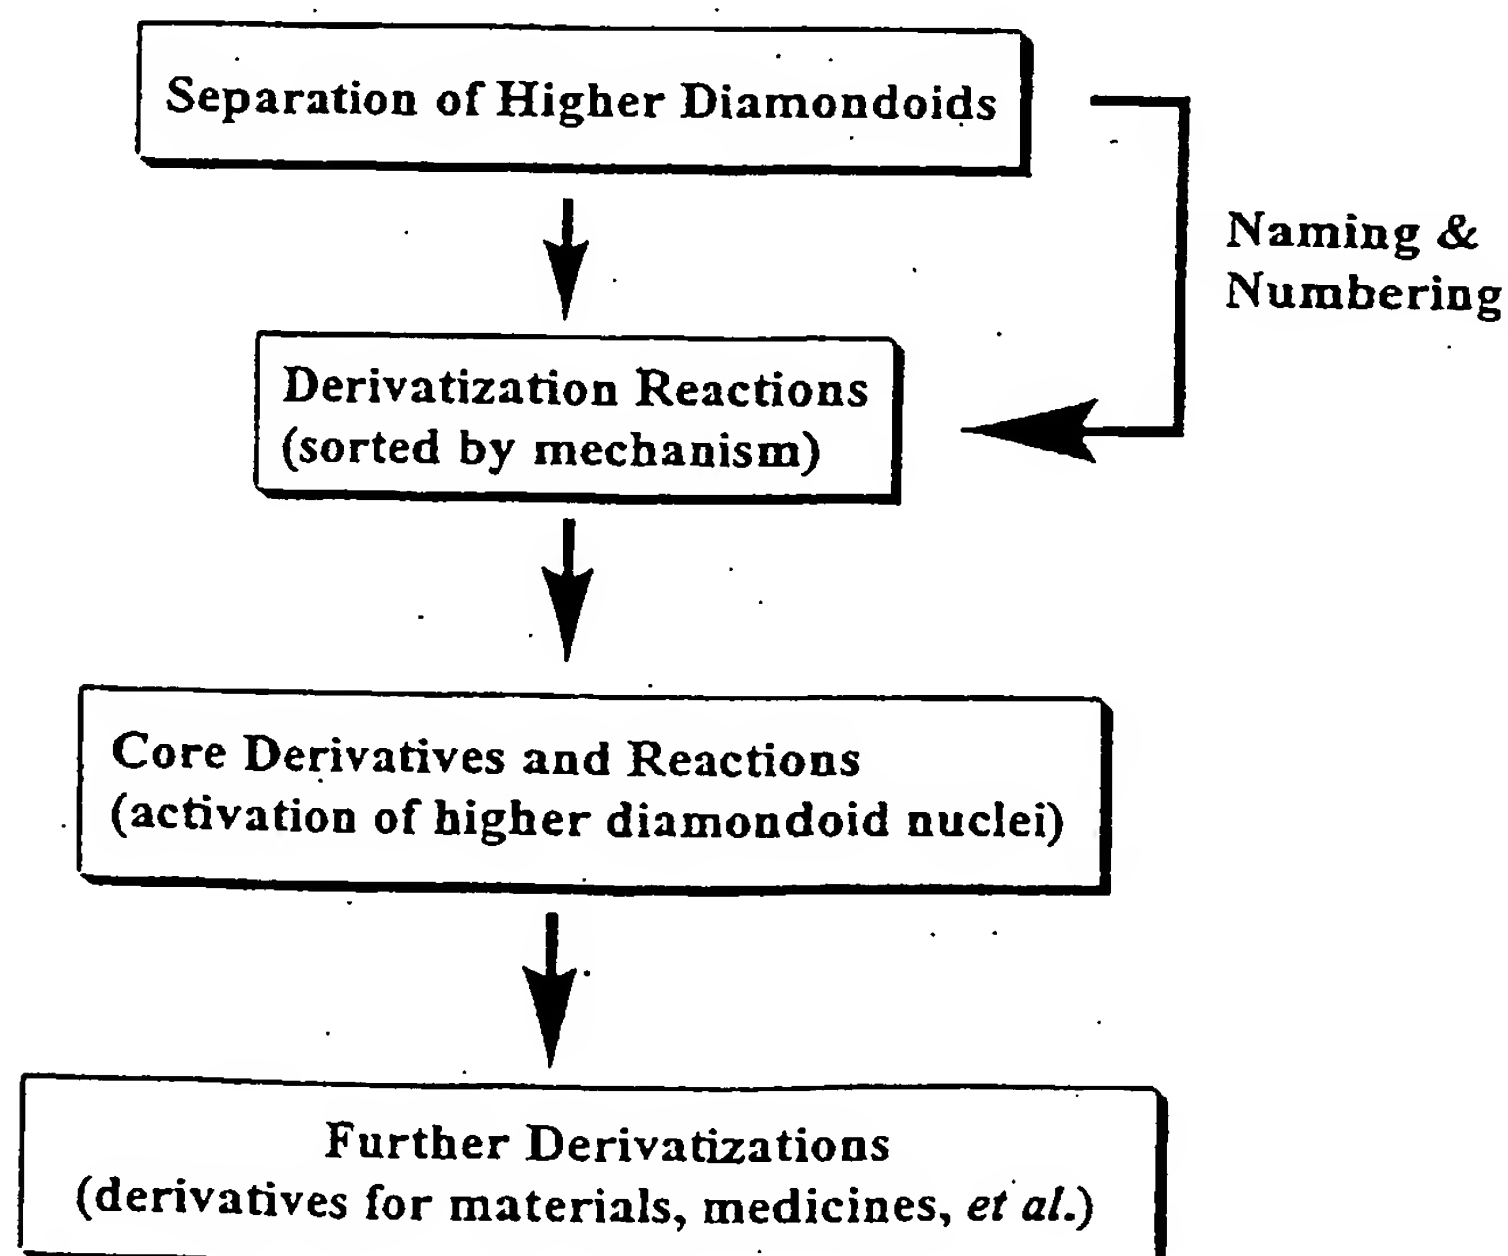 Separation of Higher Diamondoids
Naming &
Numbering
Derivatization Reactions
(sorted by mechanism)
Core Derivatives and Reactions
(activation of higher diamondoid nuclei)
Further Derivatizations
(derivatives for materials, medicines, et al.)